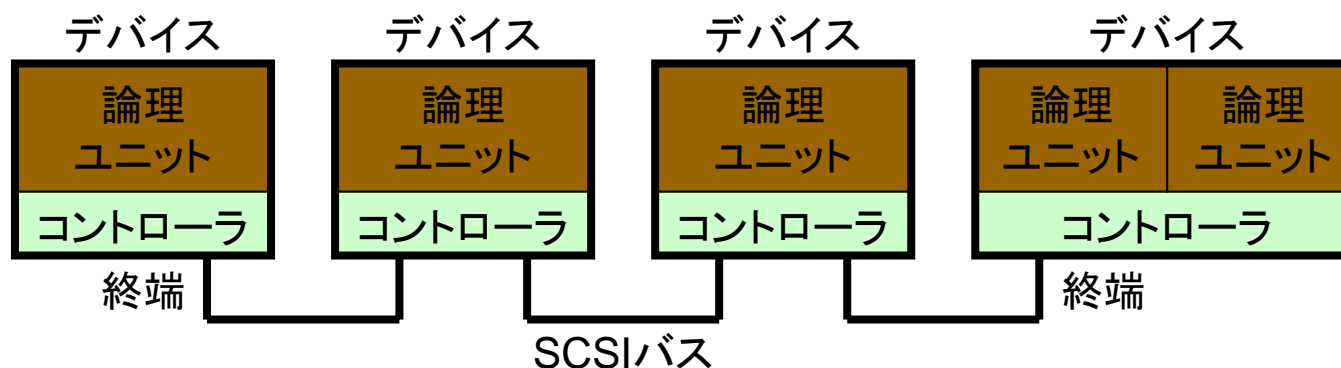 デバイス デバイス デバイス デバイス
論理
ユニット
論理
ユニット
論理
ユニット
論理
ユニット
論理
ユニット
コントローラ コントローラ コントローラ コントローラ
終端 終端
SCSIバス